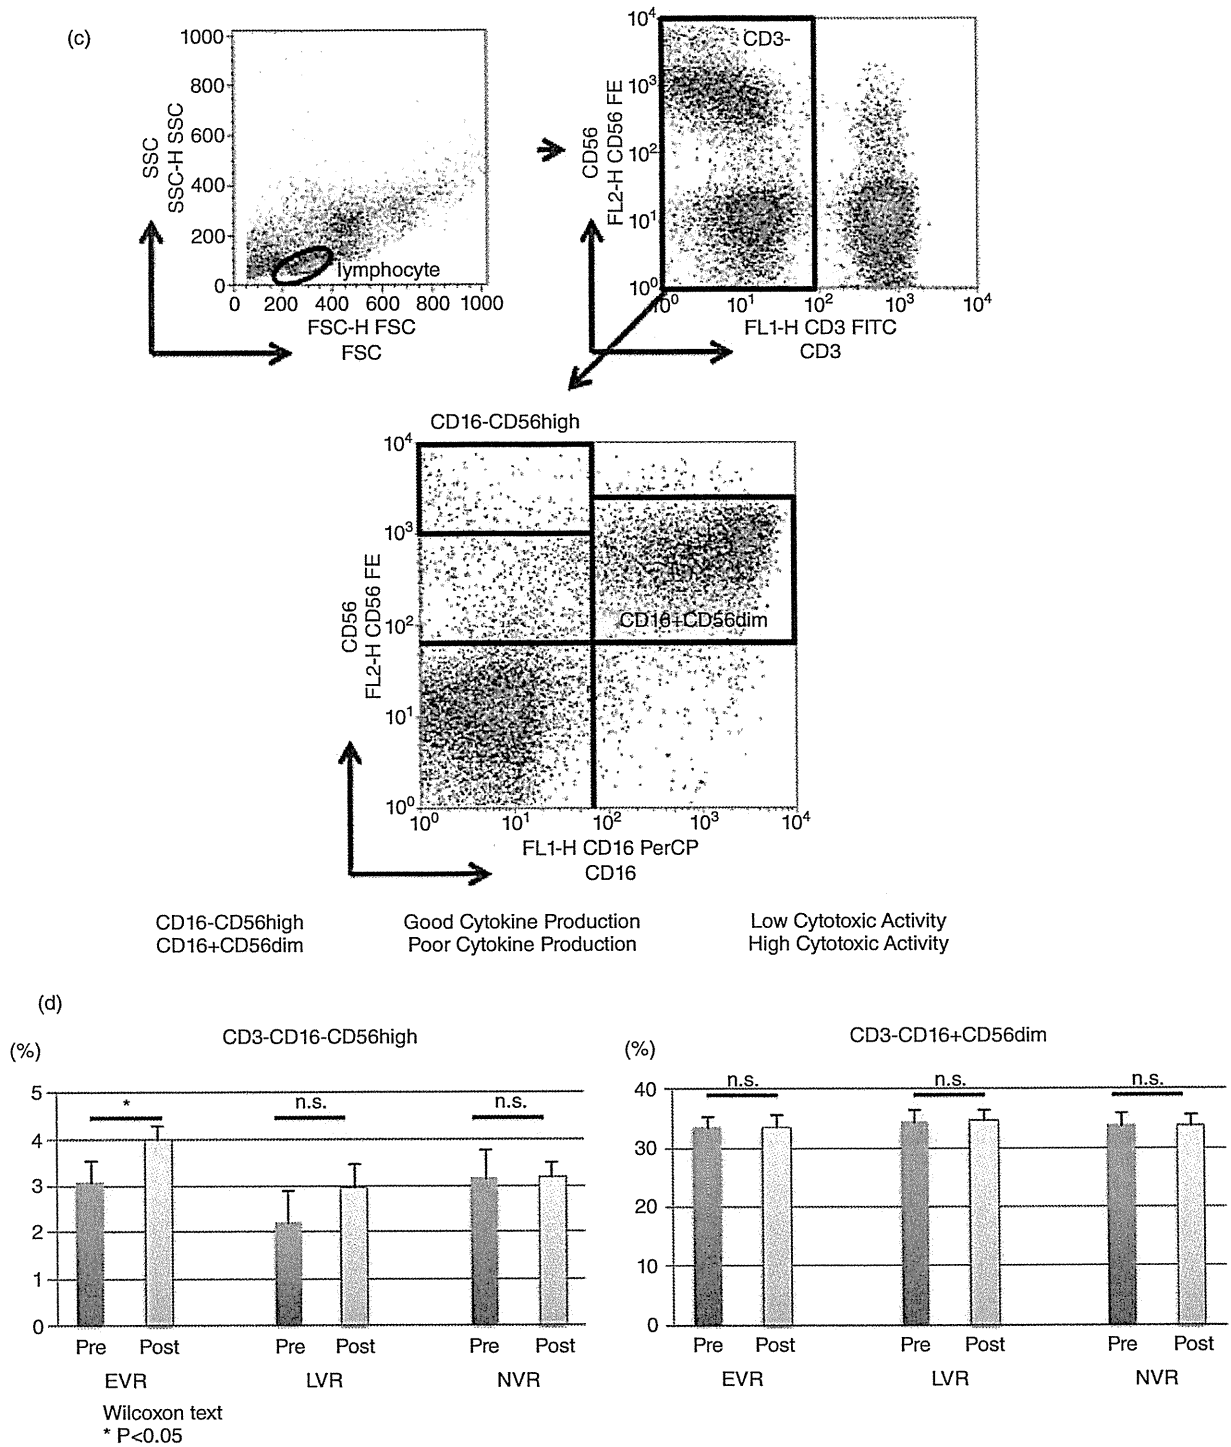 (c)
1000
800
600
400
200
0
SSC
SSC-H SSC
lymphocyte
0 200 400 600 800 1000
FSC-H FSC
FSC
10^4
10^3
10^2
10^1
10^0
CD56
FL2-H CD56 FE
CD3-
10^0 10^1 10^2 10^3 10^4
FL1-H CD3 FITC
CD3
CD16-CD56high
10^4
10^3
10^2
10^1
10^0
CD56
FL2-H CD56 FE
CD16+CD56dim
10^0 10^1 10^2 10^3 10^4
FL1-H CD16 PerCP
CD16
CD16-CD56high Good Cytokine Production Low Cytotoxic Activity
CD16+CD56dim Poor Cytokine Production High Cytotoxic Activity
(d)
CD3-CD16-CD56high
(%)
5
4
3
2
1
0
* n.s. n.s.
Pre Post Pre Post Pre Post
EVR LVR NVR
Wilcoxon text
* P<0.05
CD3-CD16+CD56dim
(%)
40
30
20
10
0
n.s. n.s. n.s.
Pre Post Pre Post Pre Post
EVR LVR NVR